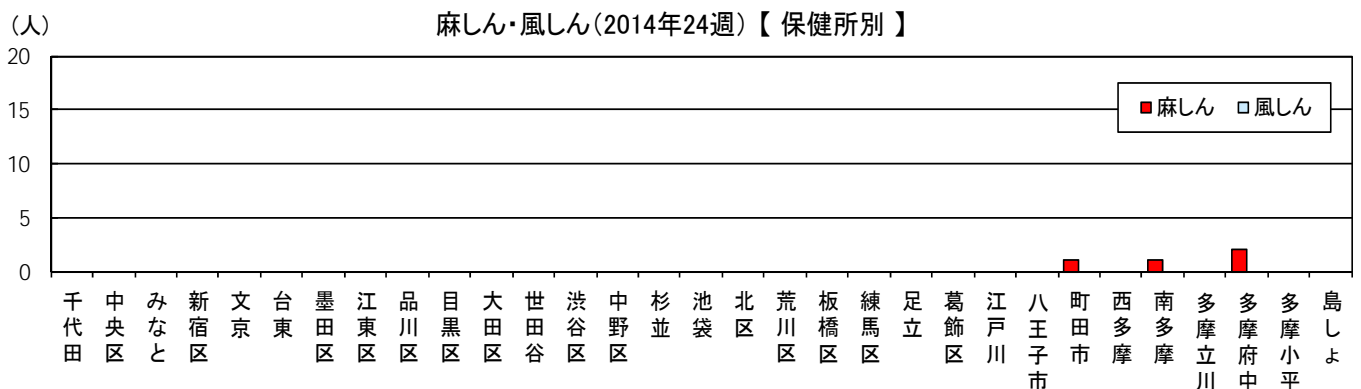 (人)
麻しん・風しん(2014年24週)【 保健所別 】
20
15
10
5
0
麻しん 風しん
千代田
中央区
みなと
新宿区
文京
台東
墨田区
江東区
品川区
目黒区
大田区
世田谷
渋谷区
中野区
杉並
池袋
北区
荒川区
板橋区
練馬区
足立
葛飾区
江戸川
八王子市
町田市
西多摩
南多摩
多摩立川
多摩府中
多摩小平
島しょ